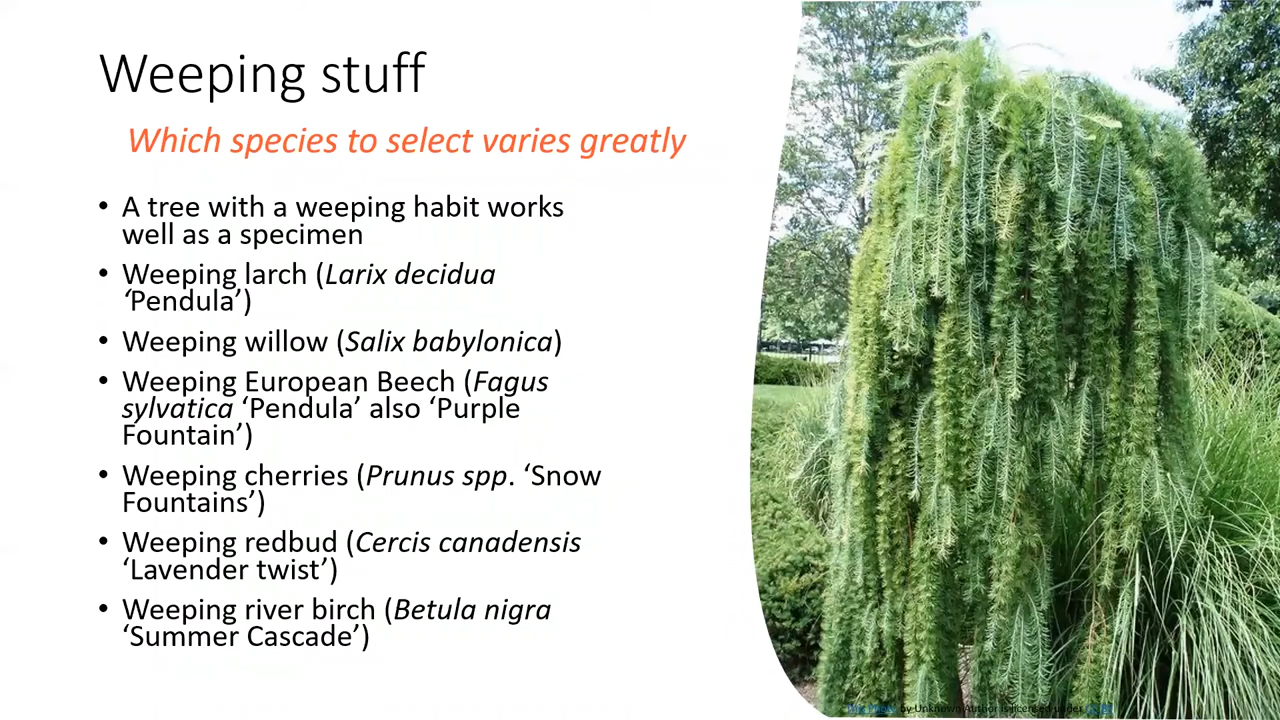 Weeping stuff
Which species to select varies greatly
• A tree with a weeping habit works
well as a specimen
• Weeping larch (Larix decidua
‘Pendula’)
• Weeping willow (Salix babylonica)
• Weeping European Beech (Fagus
sylvatica ‘Pendula’ also ‘Purple
Fountain’)
• Weeping cherries (Prunus spp. ‘Snow
Fountains’)
• Weeping redbud (Cercis canadensis
‘Lavender twist’)
• Weeping river birch (Betula nigra
‘Summer Cascade’)
This Photo by Unknown Author is licensed under